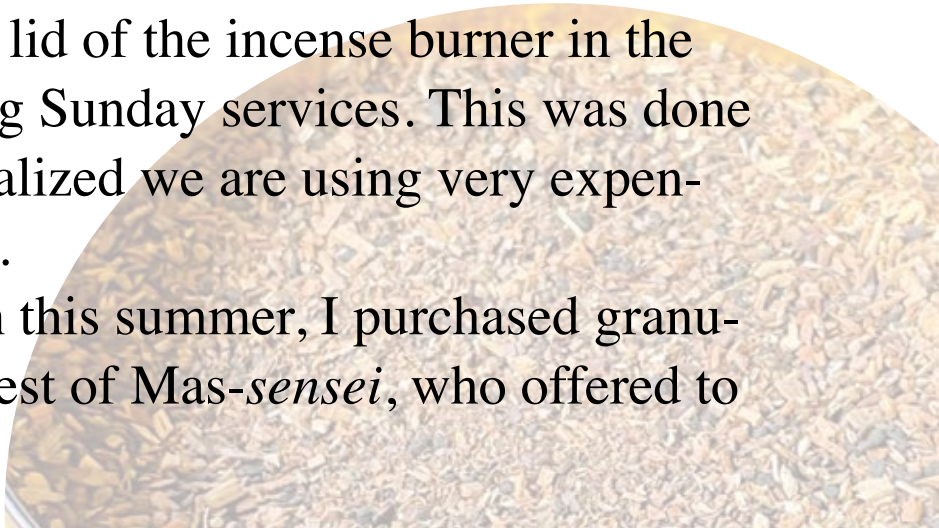 lid of the incense burner in the
g Sunday services. This was done
alized we are using very expen-
.
this summer, I purchased granu-
est of Mas-sensei, who offered to